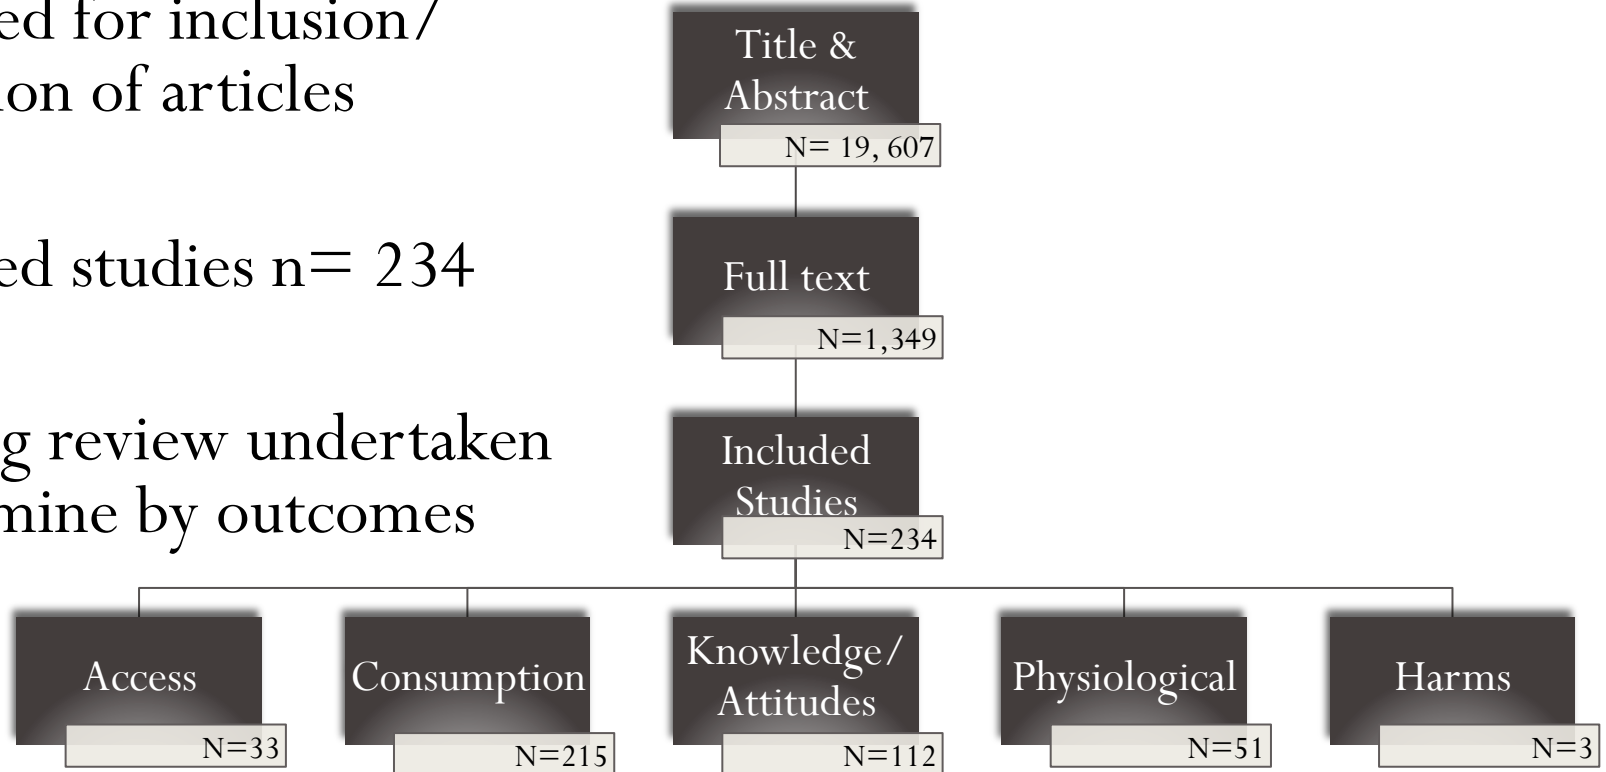 ed for inclusion/
ion of articles
ed studies n= 234
g review undertaken
mine by outcomes
Title &
Abstract
N= 19, 607
Full text
N=1,349
Included
Studies
N=234
Access
N=33
Consumption
N=215
Knowledge/
Attitudes
N=112
Physiological
N=51
Harms
N=3